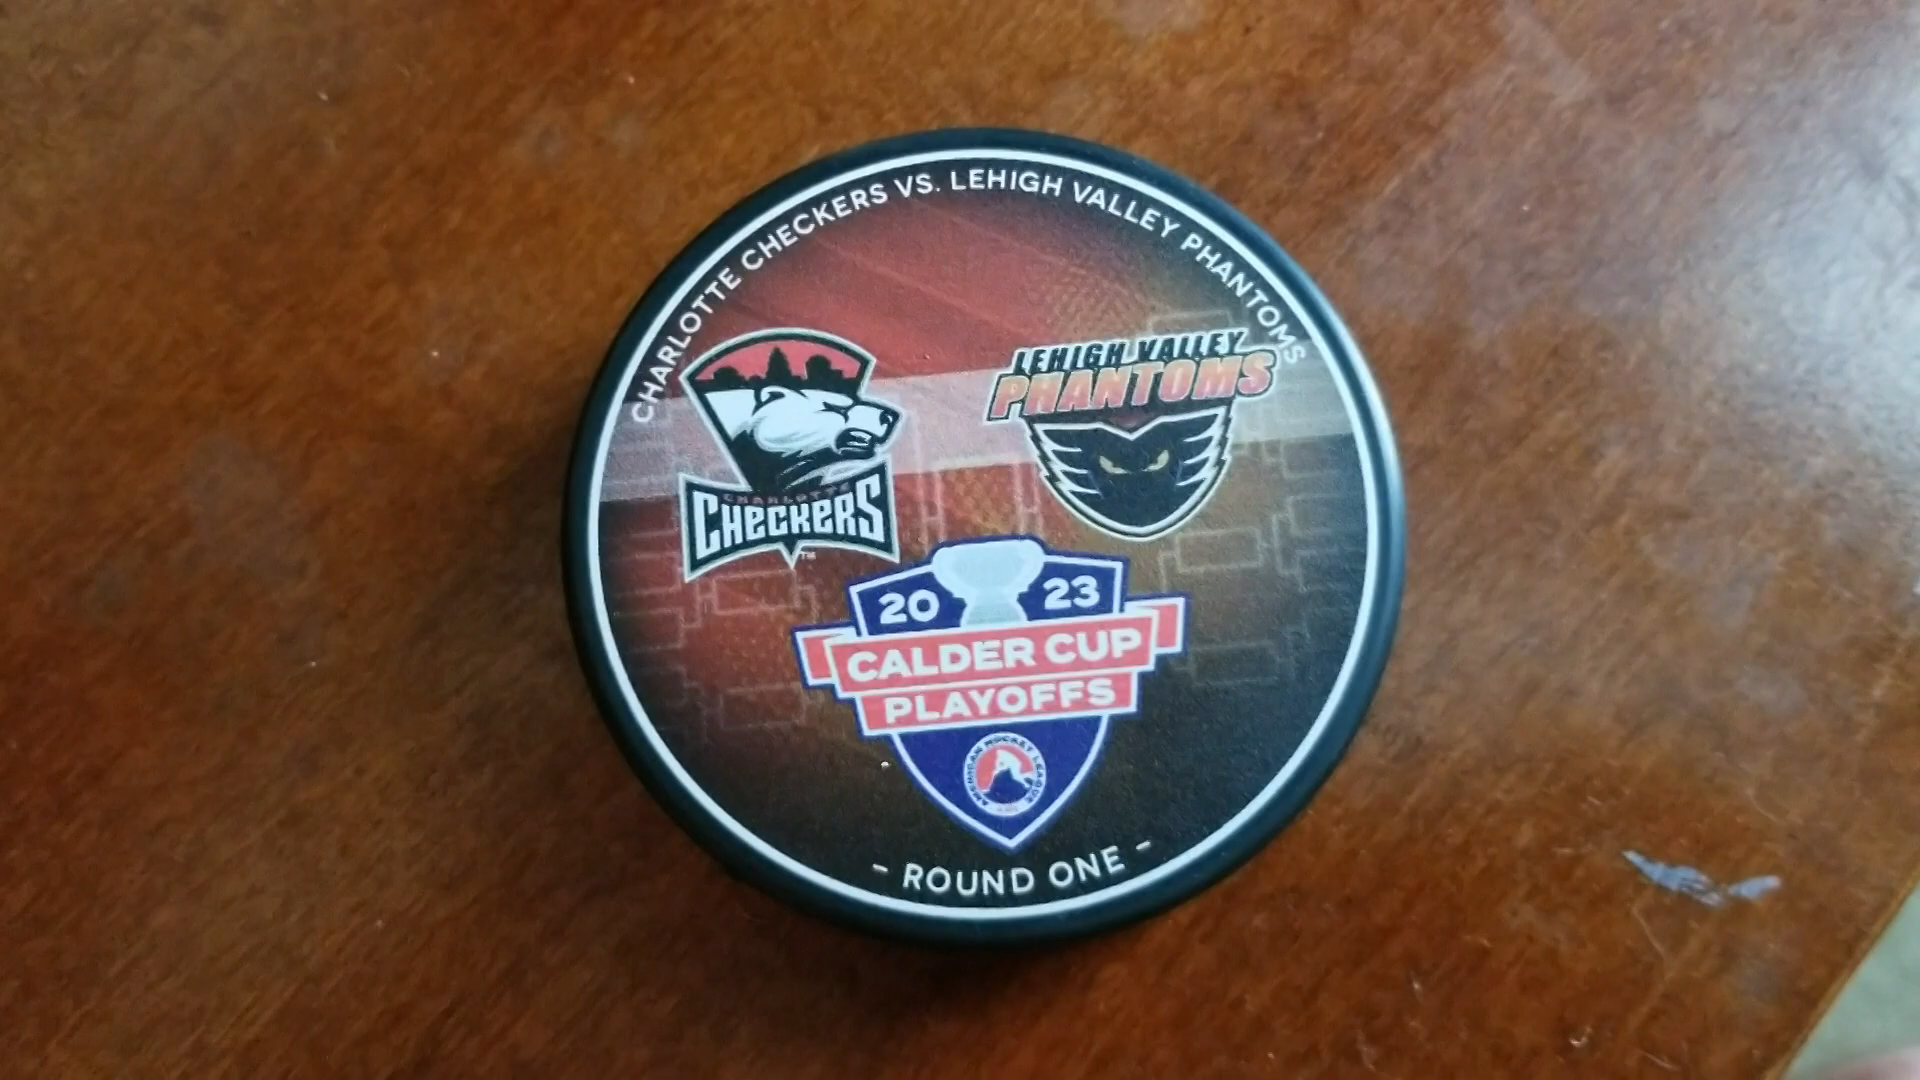 CHARLOTTE CHECKERS VS. LEHIGH VALLEY PHANTOMS
CHARLOTTE
CHECKERS
TM
LEHIGH VALLEY
PHANTOMS
20 23
CALDER CUP
PLAYOFFS
AMERICAN HOCKEY LEAGUE
- ROUND ONE -